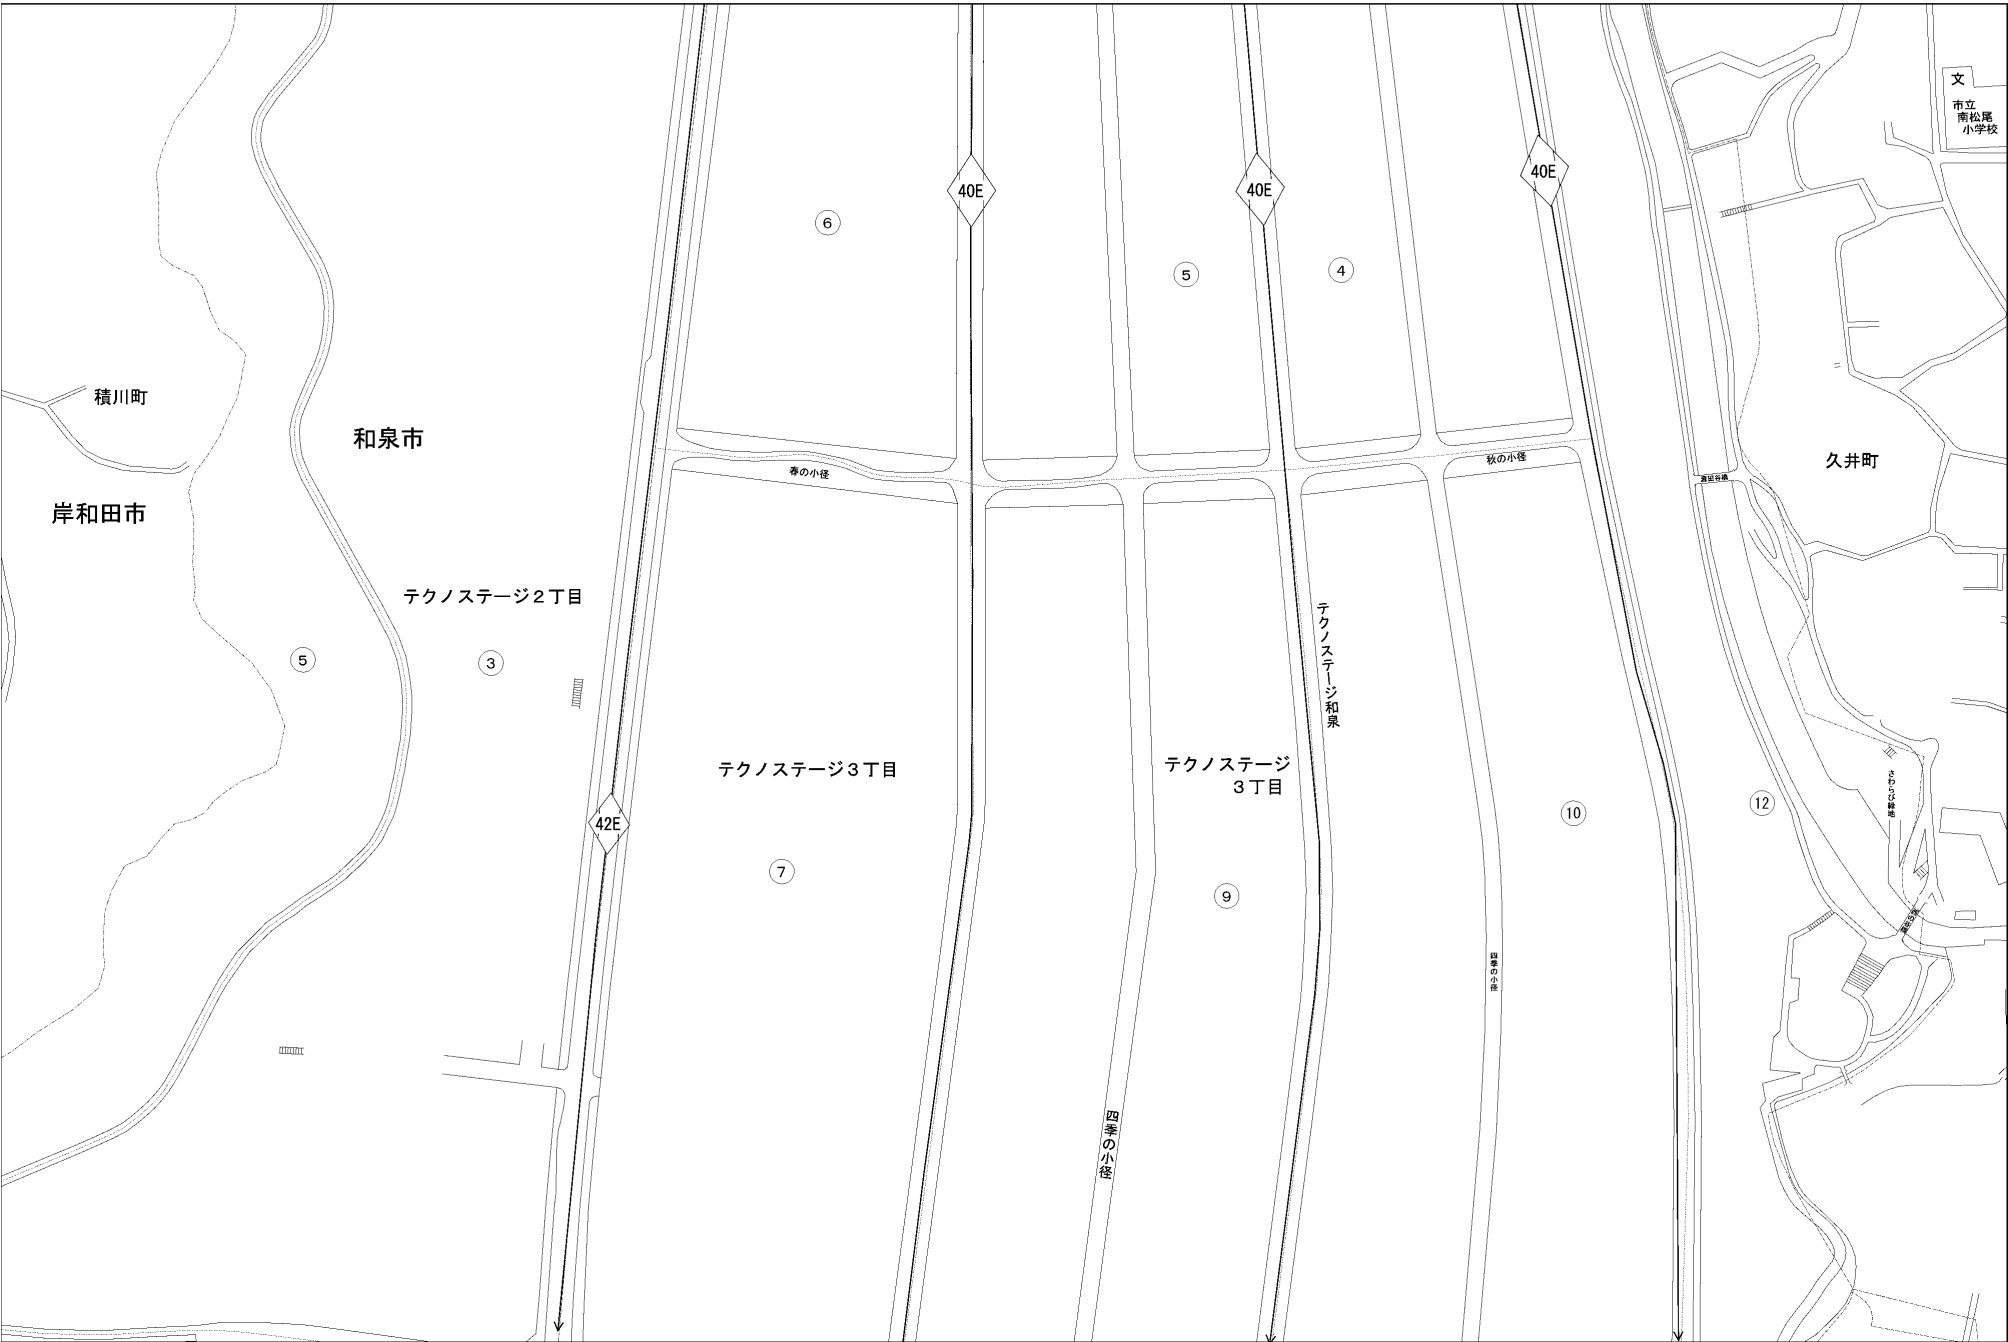 文
市立
南松尾
小学校
40E
40E
40E
6
5
4
積川町
和泉市
久井町
春の小径
秋の小径
岸和田市
テクノステージ2丁目
5
3
テクノステージ和泉
テクノステージ3丁目
テクノステージ
3丁目
さわらび緑地
42E
10
12
7
9
四季の小径
四季の小径